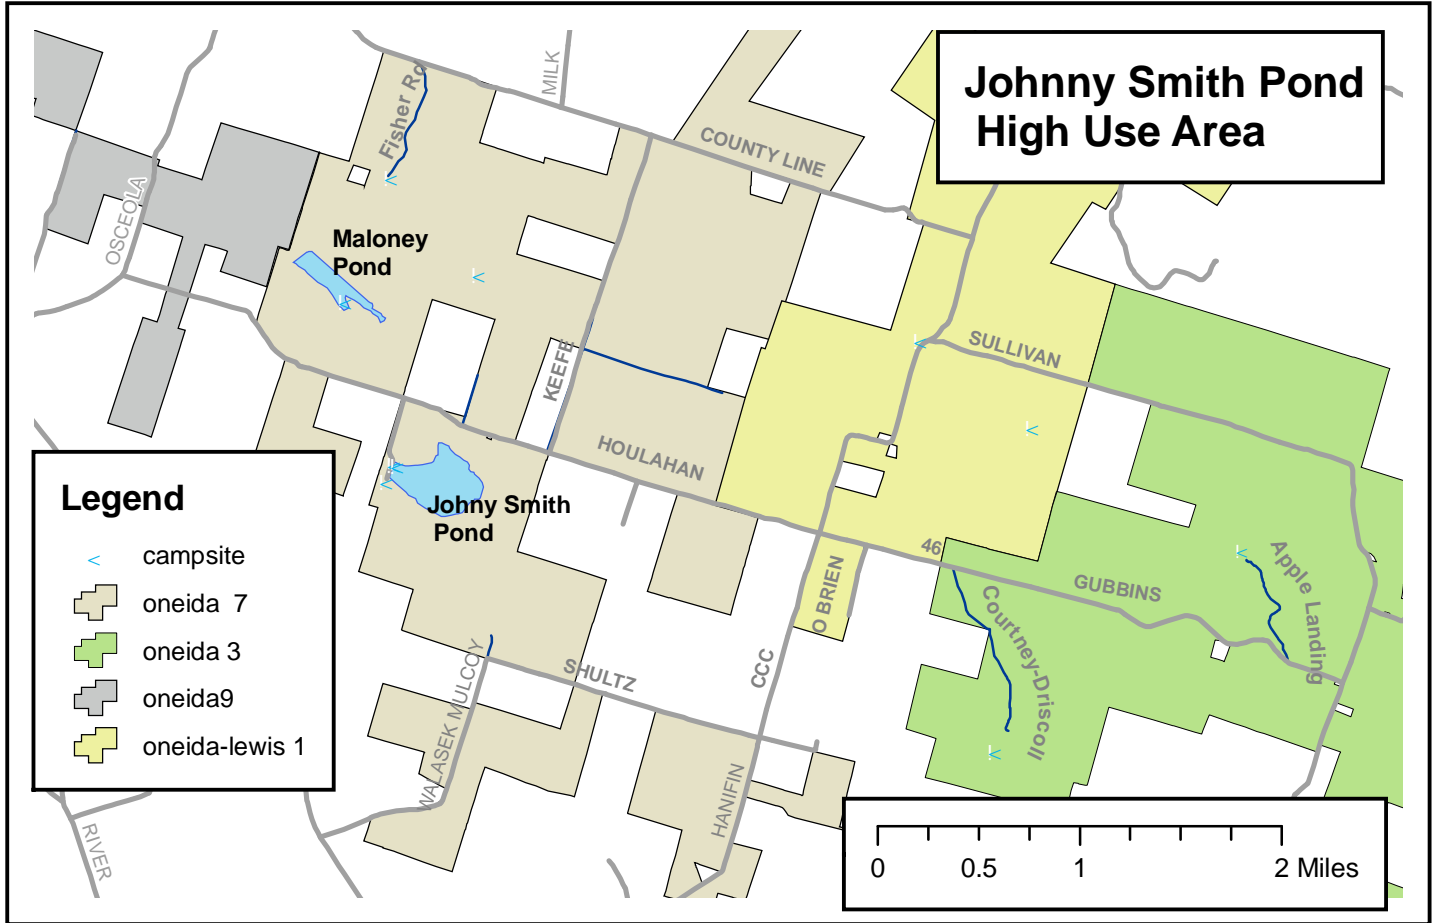 Johnny Smith Pond
High Use Area
MILK
Fisher Rd
COUNTY LINE
OSCEOLA
Maloney
Pond
SULLIVAN
KEEFE
HOULAHAN
Johny Smith
Pond
46
GUBBINS
Apple Landing
O BRIEN
Courtney-Driscoll
CCC
SHULTZ
WALASEK MULCOY
HANIFIN
RIVER
Legend
campsite
oneida 7
oneida 3
oneida9
oneida-lewis 1
0 0.5 1 2 Miles